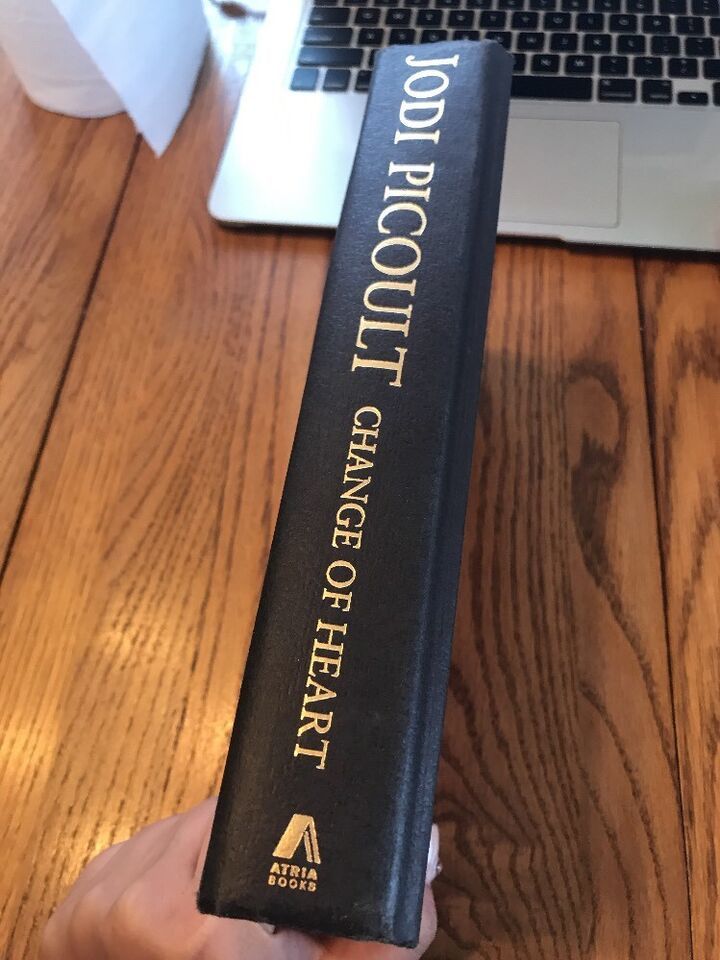 JODI PICOULT
CHANGE OF HEART
ATRIA
BOOKS